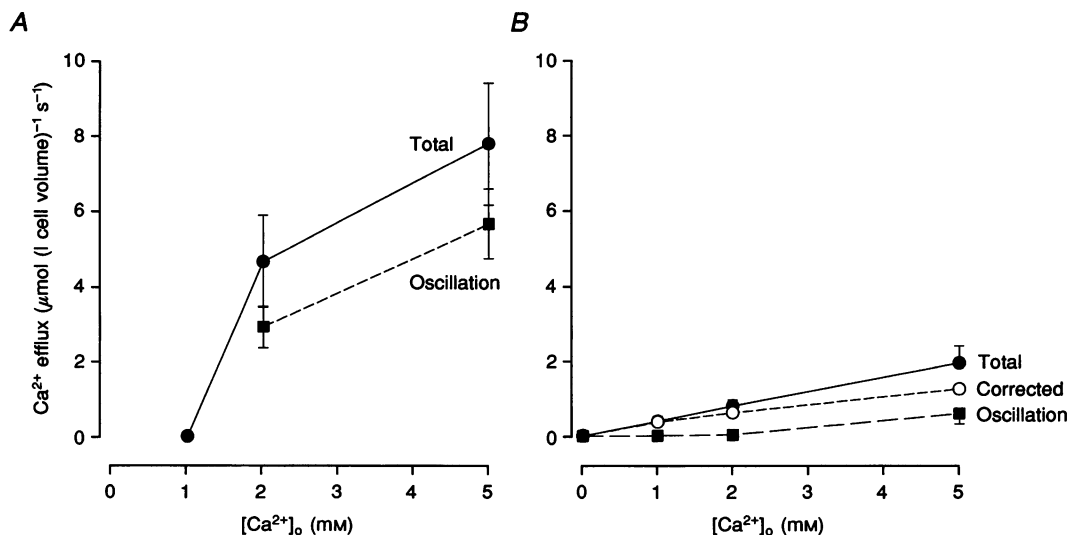 A
B
10
8
6
4
2
0
Ca²⁺ efflux (μmol (l cell volume)⁻¹ s⁻¹)
Total
Oscillation
0 1 2 3 4 5
[Ca²⁺]ₒ (mM)
10
8
6
4
2
0
Total
Corrected
Oscillation
0 1 2 3 4 5
[Ca²⁺]ₒ (mM)